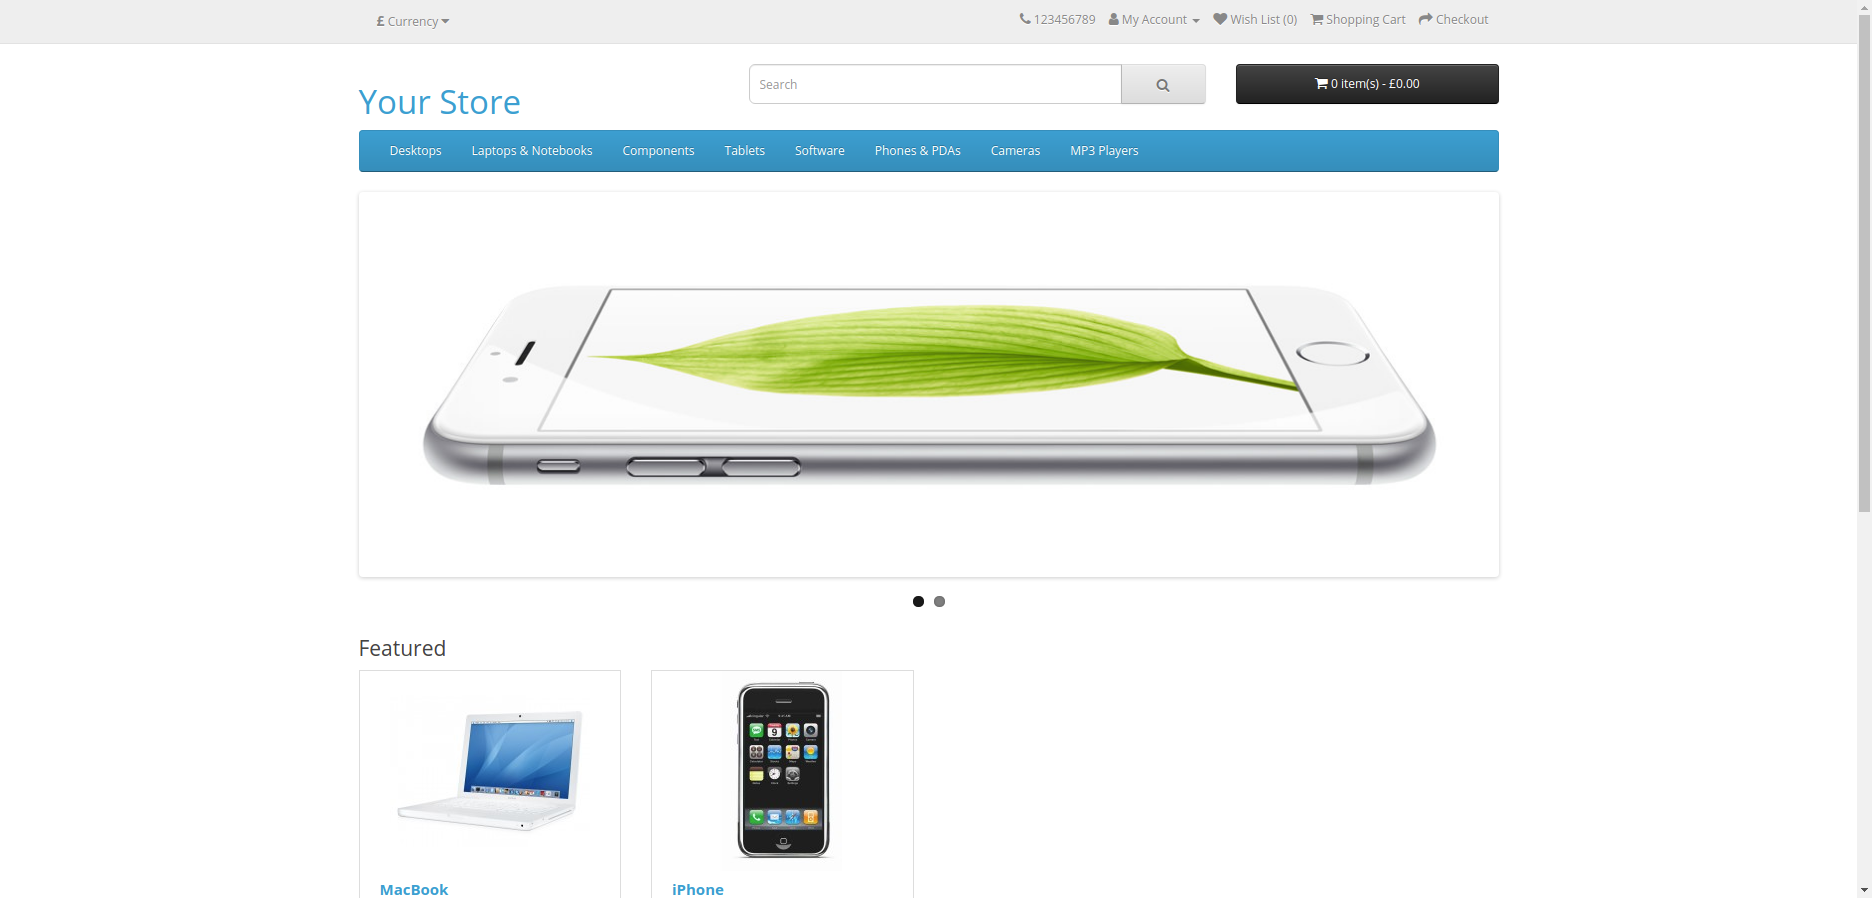 £ Currency
123456789 My Account Wish List (0) Shopping Cart Checkout
Your Store
Search
0 item(s) - £0.00
Desktops Laptops & Notebooks Components Tablets Software Phones & PDAs Cameras MP3 Players
Featured
MacBook
iPhone